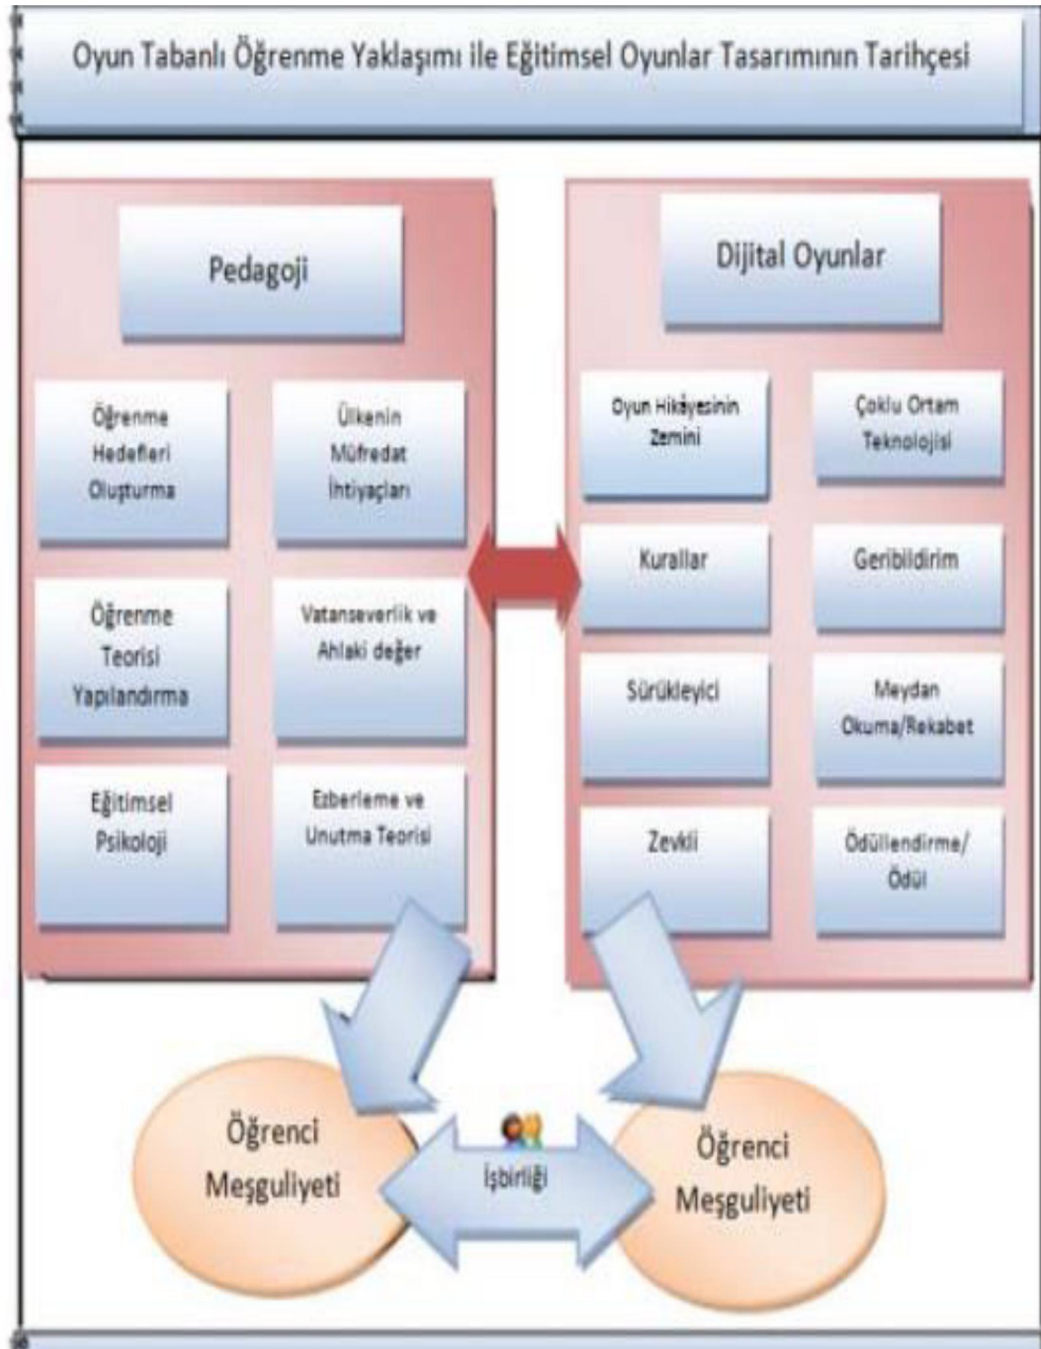 Oyun Tabanlı Öğrenme Yaklaşımı ile Eğitimsel Oyunlar Tasarımının Tarihçesi
Pedagoji
Öğrenme
Hedefleri
Oluşturma
Ülkenin
Müfredat
İhtiyaçları
Öğrenme
Teorisi
Yapılandırma
Vatanseverlik ve
Ahlaki değer
Eğitimsel
Psikoloji
Ezberleme ve
Unutma Teorisi
Dijital Oyunlar
Oyun Hikâyesinin
Zemini
Çoklu Ortam
Teknolojisi
Kurallar
Geribildirim
Sürükleyici
Meydan
Okuma/Rekabet
Zevkli
Ödüllendirme/
Ödül
Öğrenci
Meşguliyeti
İşbirliği
Öğrenci
Meşguliyeti